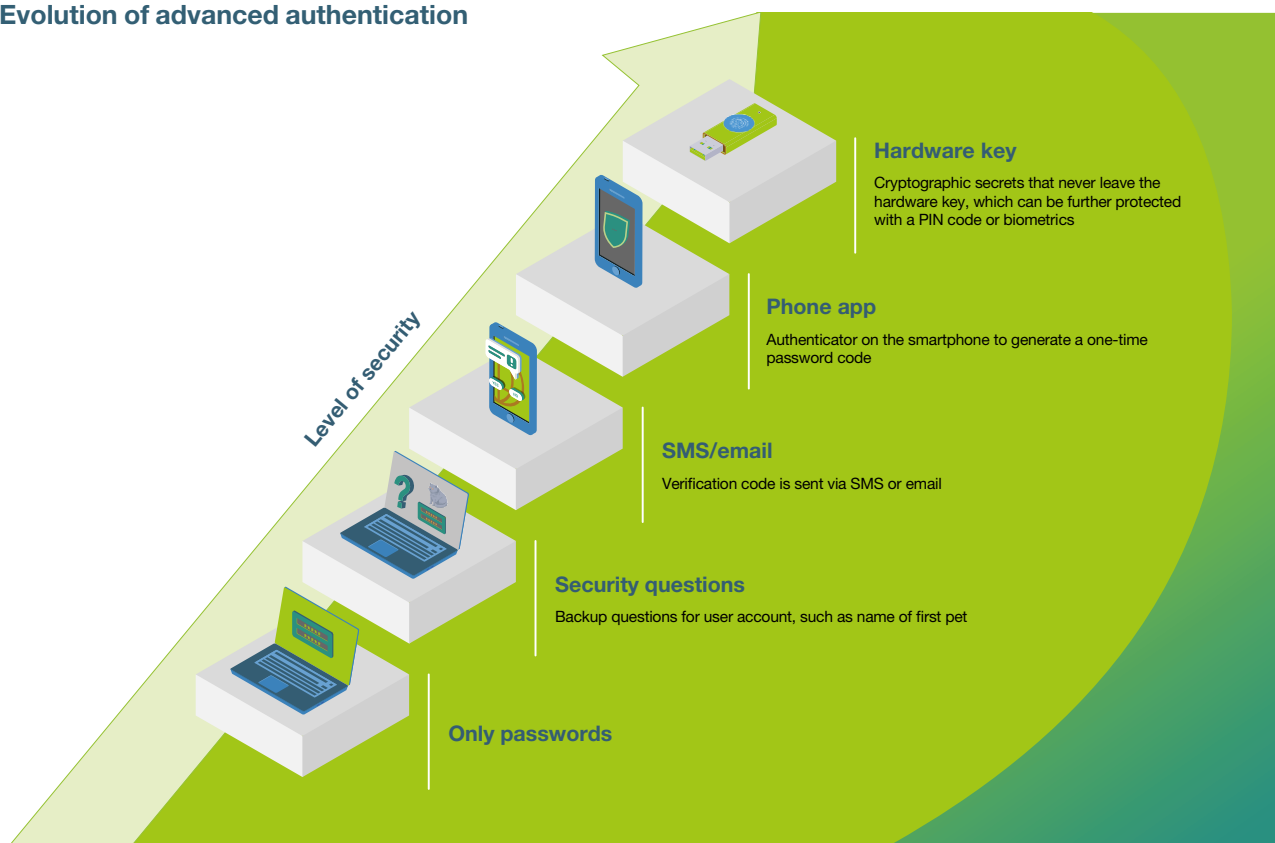 Evolution of advanced authentication
Hardware key
Cryptographic secrets that never leave the
hardware key, which can be further protected
with a PIN code or biometrics
Phone app
Authenticator on the smartphone to generate a one-time
password code
Level of security
SMS/email
Verification code is sent via SMS or email
Security questions
Backup questions for user account, such as name of first pet
Only passwords